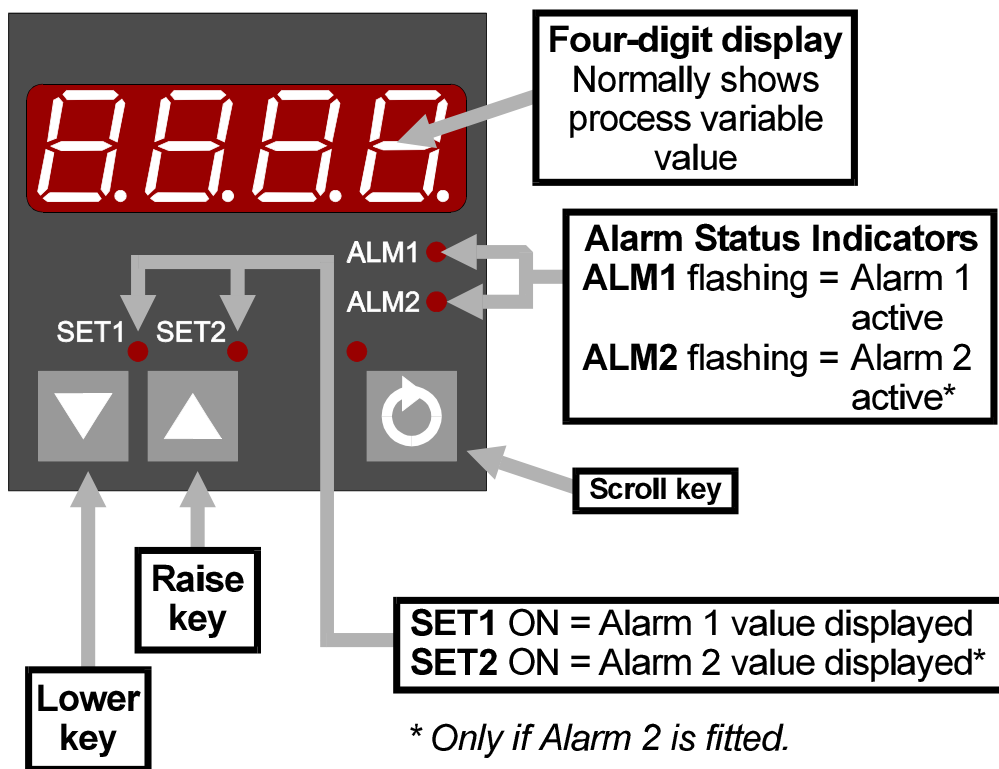 Four-digit display
Normally shows
process variable
value
ALM1
ALM2
Alarm Status Indicators
ALM1 flashing = Alarm 1
active
ALM2 flashing = Alarm 2
active*
SET1 SET2
Scroll key
Raise
key
Lower
key
SET1 ON = Alarm 1 value displayed
SET2 ON = Alarm 2 value displayed*
* Only if Alarm 2 is fitted.